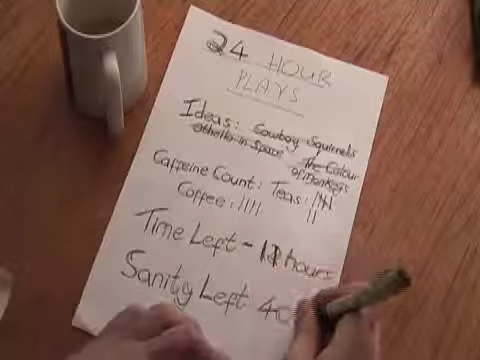 24 HOUR
PLAYS
Ideas: Cowboy Squirrels
Othello in Space The Colour
of Monkeys
Caffeine Count: Teas: |||| ||
Coffee: ||||
Time Left - hours
Sanity Left